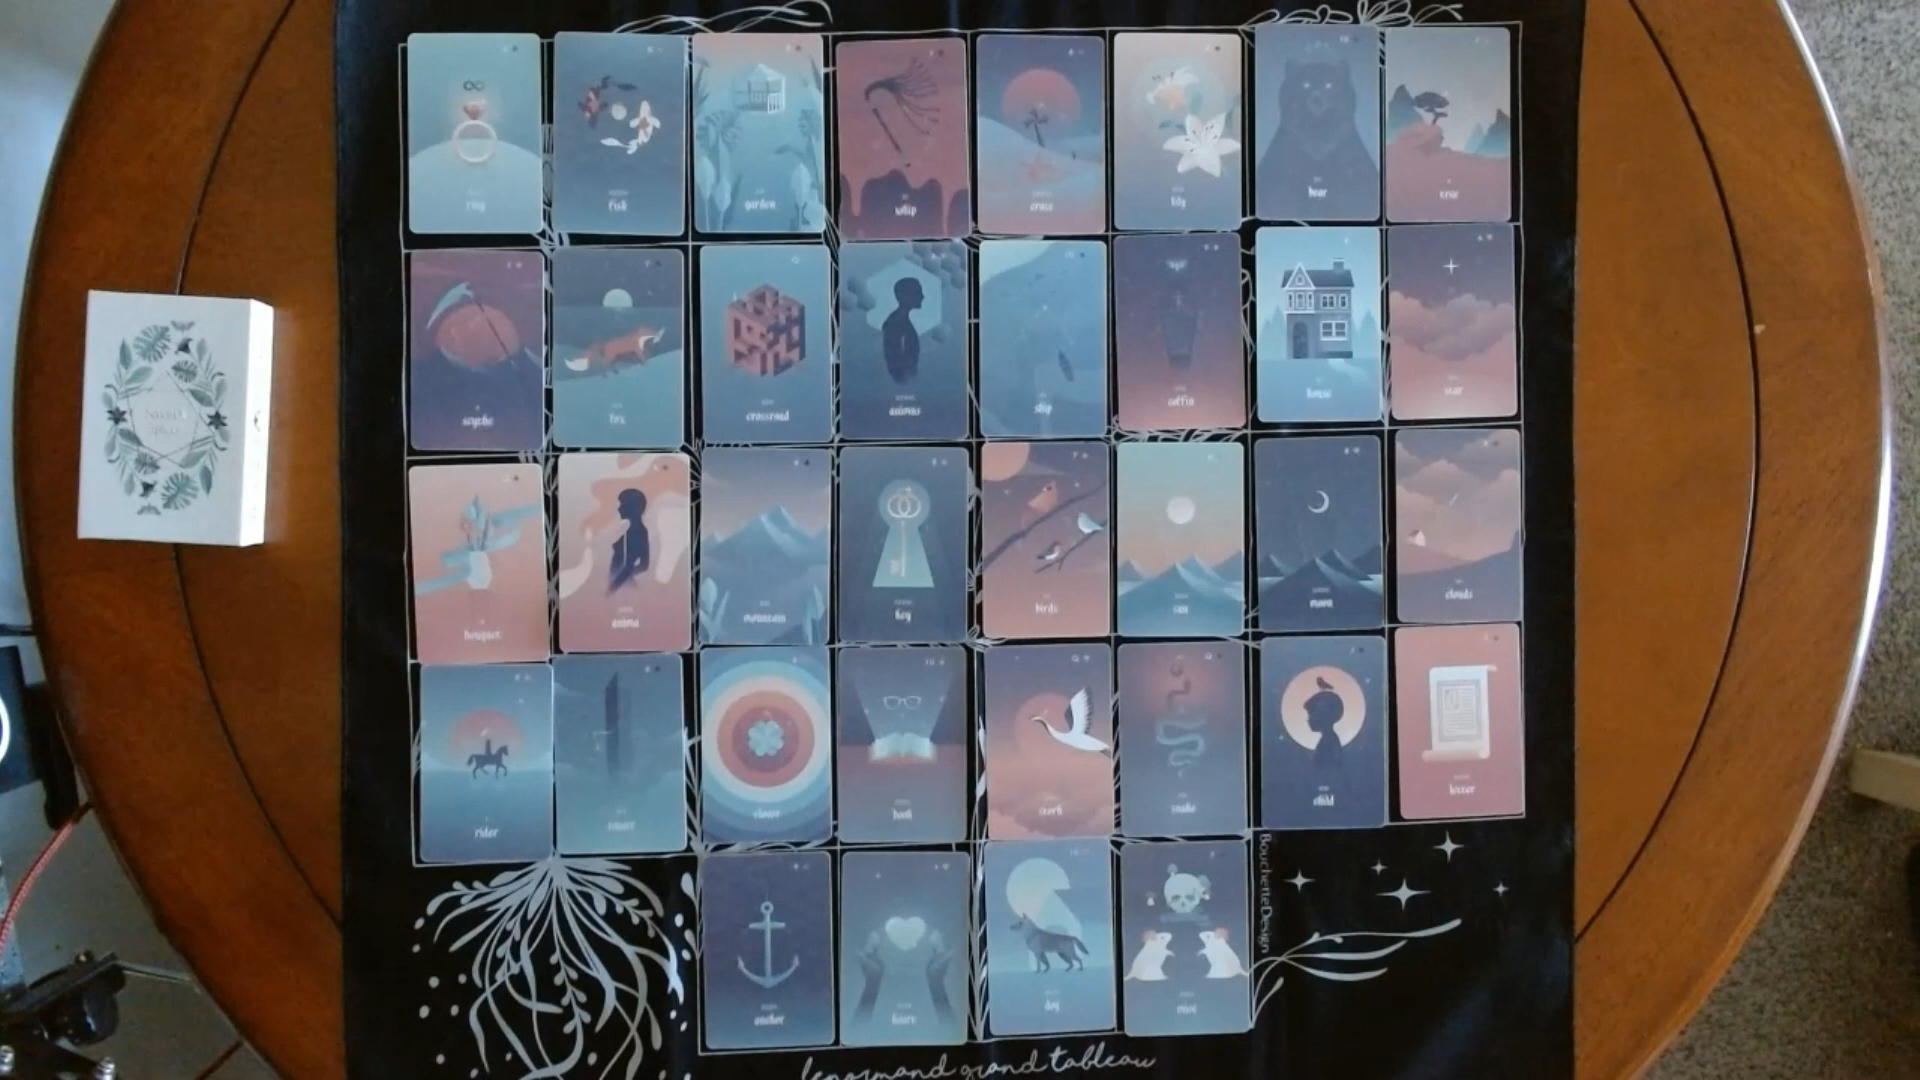 ring
fish
garden
whip
cross
lily
bear
tree
scythe
fox
crossroad
animus
ship
coffin
house
star
bouquet
anima
mountain
key
birds
sun
moon
clouds
rider
tower
clover
book
stork
snake
child
letter
anchor
heart
dog
mice
BouchetteDesign
lenormand grand tableau